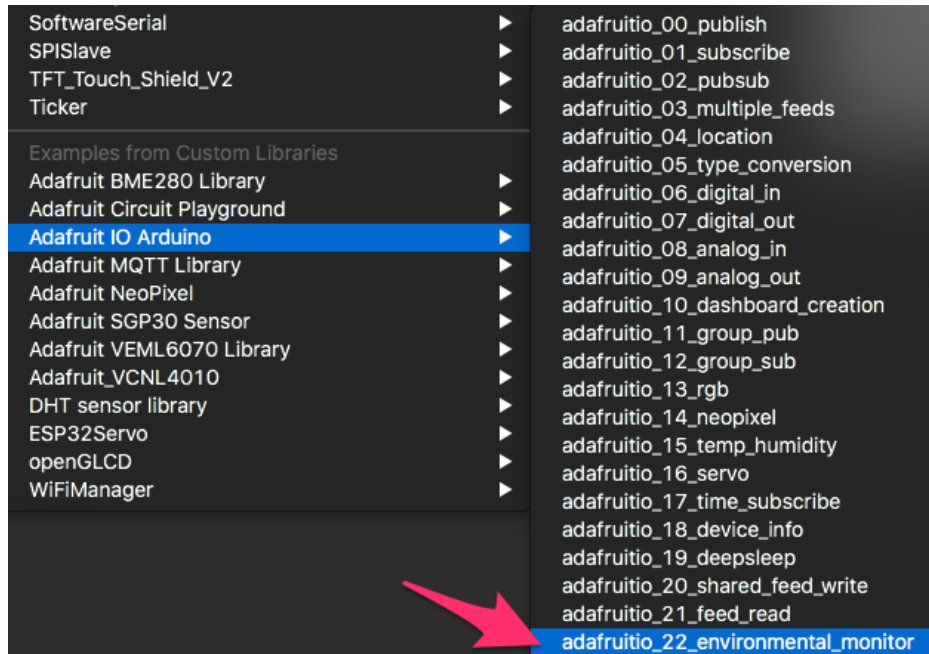 SoftwareSerial
SPISlave
TFT_Touch_Shield_V2
Ticker
Examples from Custom Libraries
Adafruit BME280 Library
Adafruit Circuit Playground
Adafruit IO Arduino
Adafruit MQTT Library
Adafruit NeoPixel
Adafruit SGP30 Sensor
Adafruit VEML6070 Library
Adafruit_VCNL4010
DHT sensor library
ESP32Servo
openGLCD
WiFiManager
adafruitio_00_publish
adafruitio_01_subscribe
adafruitio_02_pubsub
adafruitio_03_multiple_feeds
adafruitio_04_location
adafruitio_05_type_conversion
adafruitio_06_digital_in
adafruitio_07_digital_out
adafruitio_08_analog_in
adafruitio_09_analog_out
adafruitio_10_dashboard_creation
adafruitio_11_group_pub
adafruitio_12_group_sub
adafruitio_13_rgb
adafruitio_14_neopixel
adafruitio_15_temp_humidity
adafruitio_16_servo
adafruitio_17_time_subscribe
adafruitio_18_device_info
adafruitio_19_deepsleep
adafruitio_20_shared_feed_write
adafruitio_21_feed_read
adafruitio_22_environmental_monitor